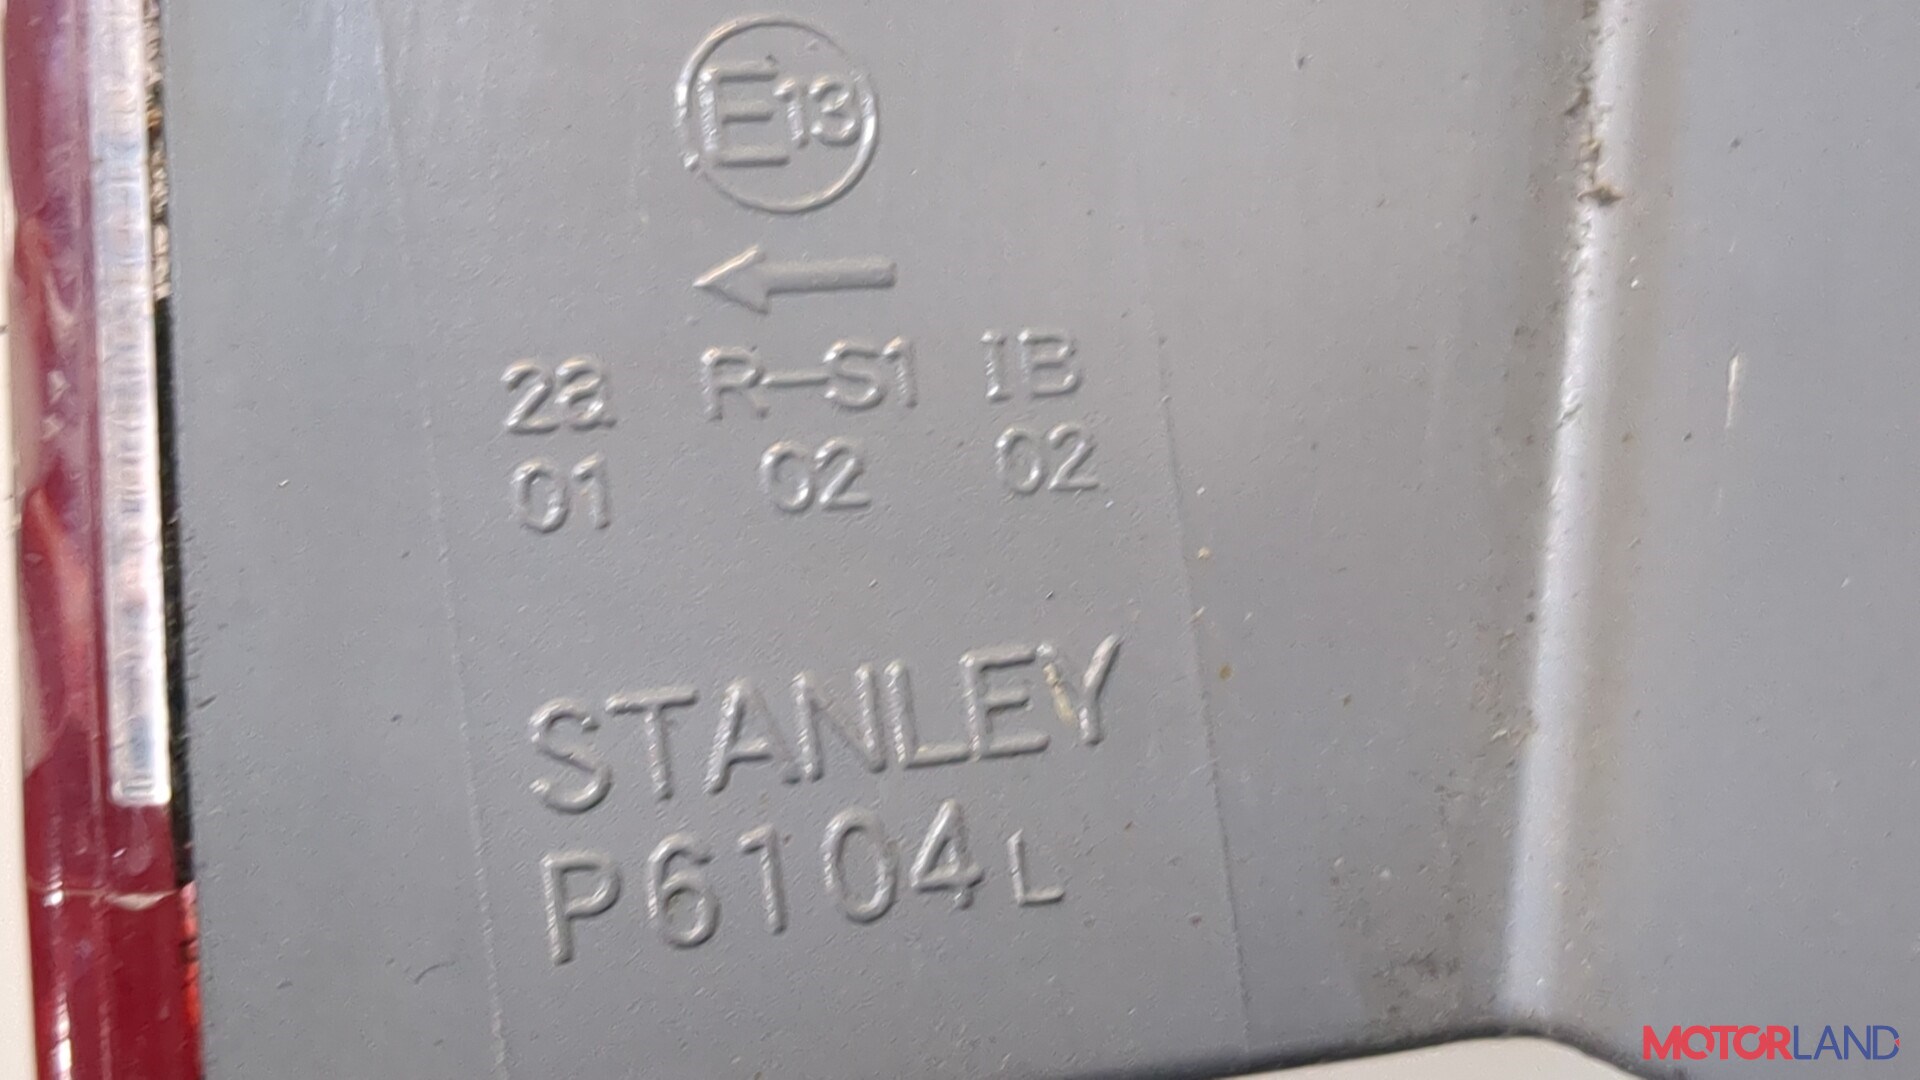 E13
2a R-S1 IB
01 02 02
STANLEY
P6104L
MOTORLAND